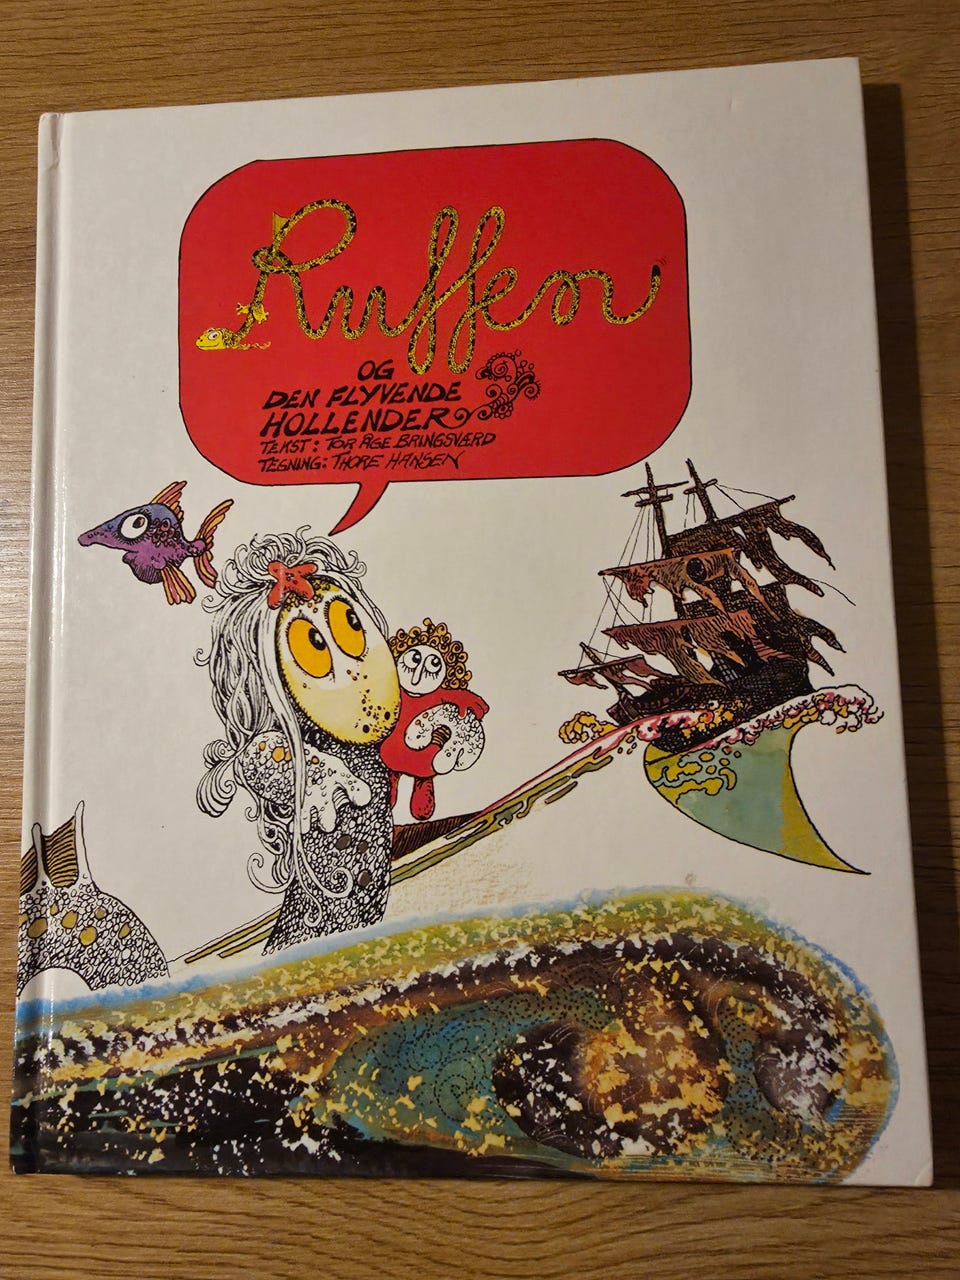 Ruffen
OG
DEN FLYVENDE
HOLLENDER
TEKST: TOR ÅGE BRINGSVÆRD
TEGNING: THORE HANSEN